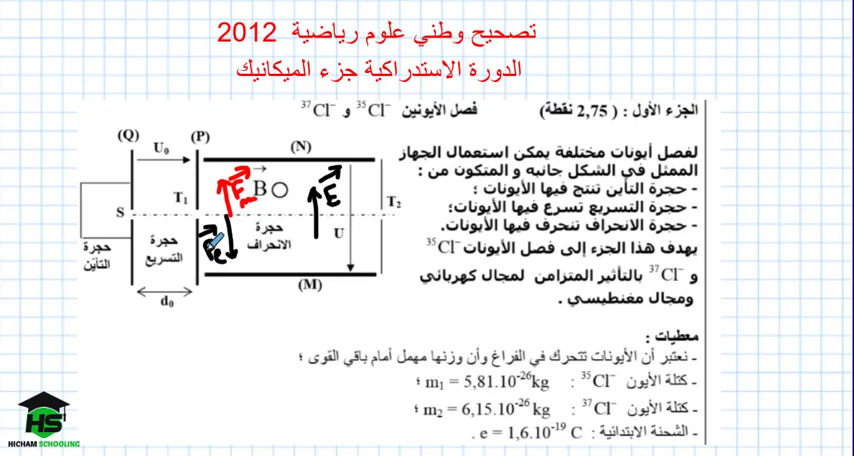 تصحيح وطني علوم رياضية 2012
الدورة الاستدراكية جزء الميكانيك
الجزء الأول : (2,75 نقطة) فصل الأيونين ³⁵Cl⁻ و ³⁷Cl⁻
لفصل أيونات مختلفة يمكن استعمال الجهاز
الممثل في الشكل جانبه و المتكون من :
- حجرة التأين تنتج فيها الأيونات ؛
- حجرة التسريع تسرع فيها الأيونات؛
- حجرة الانحراف تنحرف فيها الأيونات.
يهدف هذا الجزء إلى فصل الأيونات ³⁵Cl⁻
و ³⁷Cl⁻ بالتأثير المتزامن لمجال كهربائي
ومجال مغنطيسي .
(Q) (P) (N)
U₀
Fm B E
S T₁ T₂
Fe U
حجرة التأين
حجرة التسريع
حجرة الانحراف
(M)
d₀
معطيات :
- نعتبر أن الأيونات تتحرك في الفراغ وأن وزنها مهمل أمام باقي القوى ؛
- كتلة الأيون ³⁵Cl⁻ : m₁ = 5,81.10⁻²⁶kg ؛
- كتلة الأيون ³⁷Cl⁻ : m₂ = 6,15.10⁻²⁶ kg ؛
- الشحنة الابتدائية : e = 1,6.10⁻¹⁹ C .
HS
HICHAM SCHOOLING